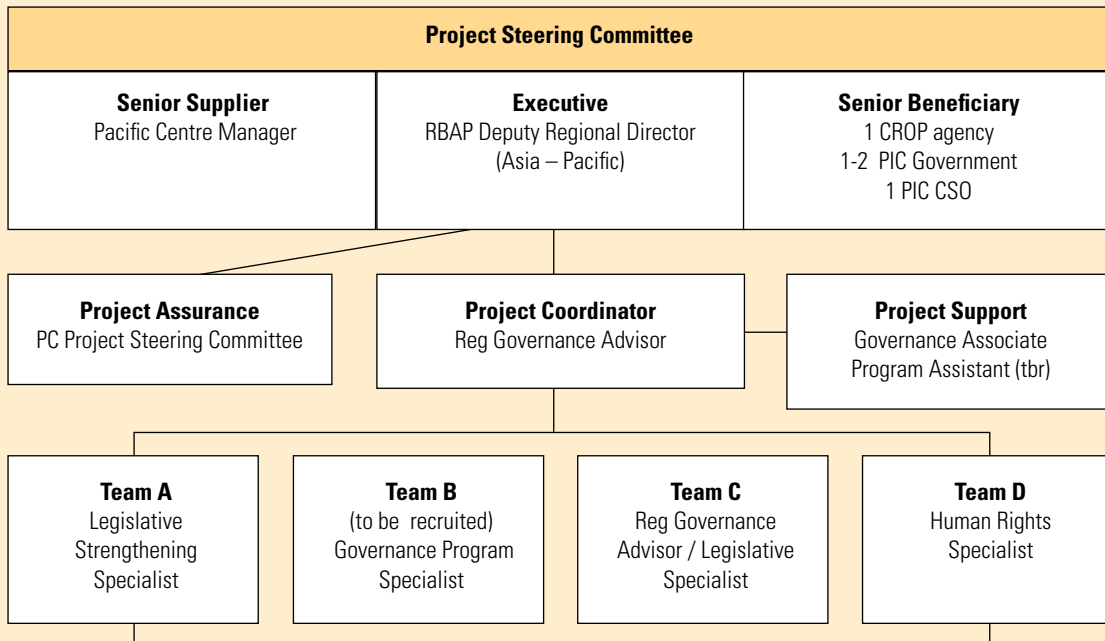 Project Steering Committee
Senior Supplier
Pacific Centre Manager
Executive
RBAP Deputy Regional Director
(Asia – Pacific)
Senior Beneficiary
1 CROP agency
1-2 PIC Government
1 PIC CSO
Project Assurance
PC Project Steering Committee
Project Coordinator
Reg Governance Advisor
Project Support
Governance Associate
Program Assistant (tbr)
Team A
Legislative
Strengthening
Specialist
Team B
(to be recruited)
Governance Program
Specialist
Team C
Reg Governance
Advisor / Legislative
Specialist
Team D
Human Rights
Specialist